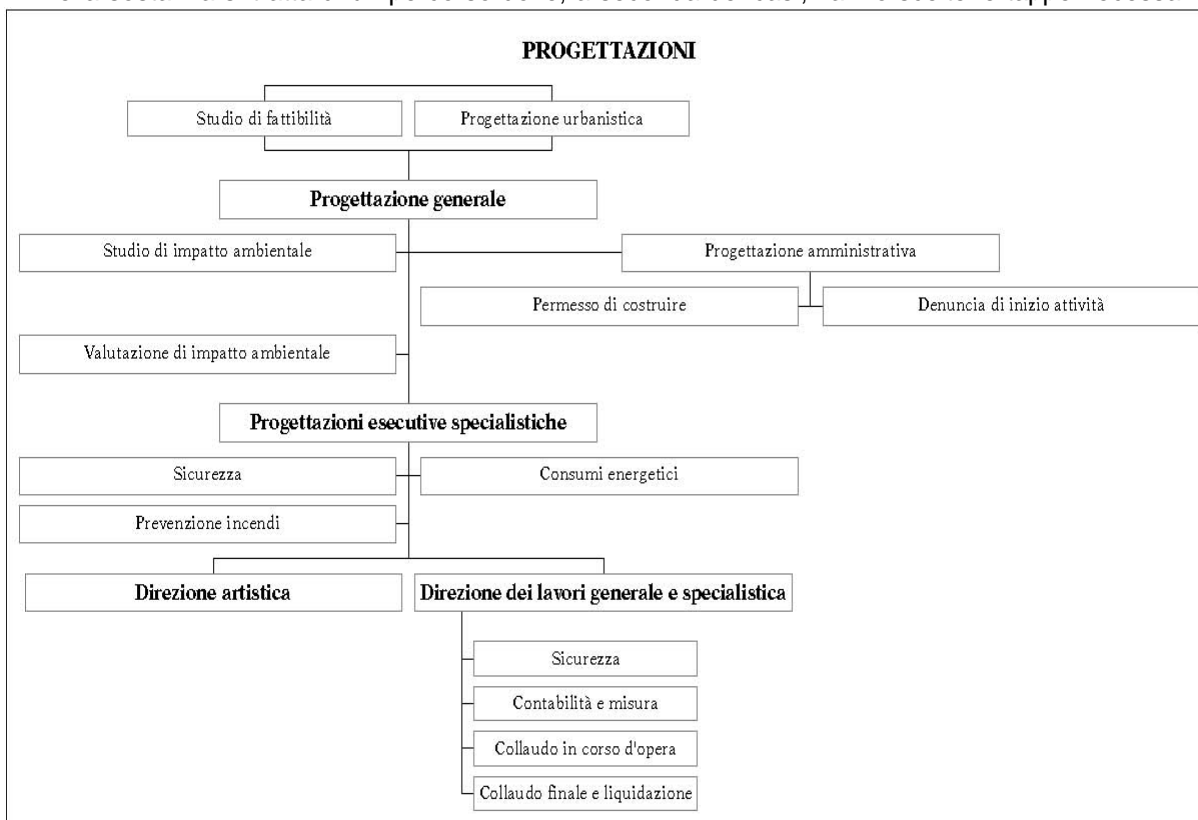 PROGETTAZIONI
Studio di fattibilità
Progettazione urbanistica
Progettazione generale
Studio di impatto ambientale
Progettazione amministrativa
Permesso di costruire
Denuncia di inizio attività
Valutazione di impatto ambientale
Progettazioni esecutive specialistiche
Sicurezza
Consumi energetici
Prevenzione incendi
Direzione artistica
Direzione dei lavori generale e specialistica
Sicurezza
Contabilità e misura
Collaudo in corso d'opera
Collaudo finale e liquidazione